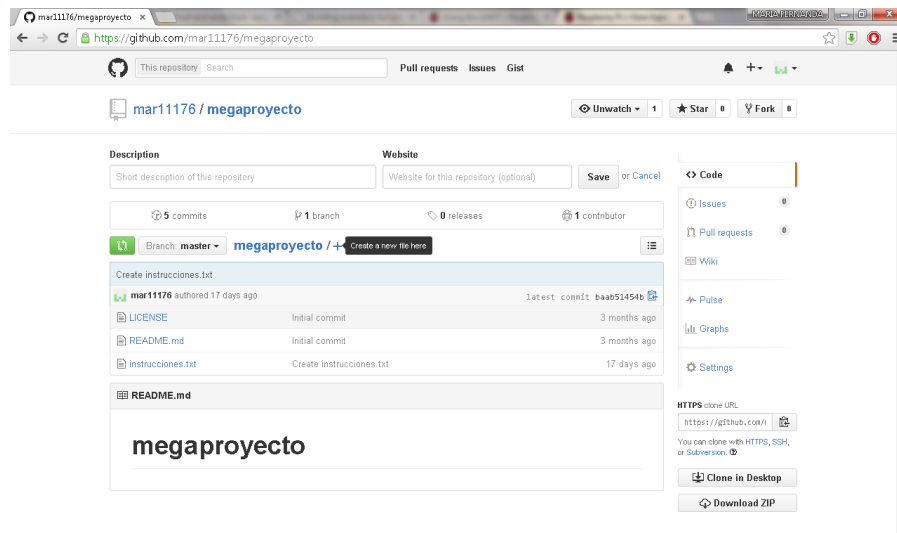 mar11176/megaproyecto × MARIA FERNANDA
https://github.com/mar11176/megaproyecto
This repository Search Pull requests Issues Gist
mar11176 / megaproyecto Unwatch 1 Star 0 Fork 0
Description Website
Short description of this repository Website for this repository (optional) Save or Cancel
5 commits 1 branch 0 releases 1 contributor
Branch: master megaproyecto / + Create a new file here
Create instrucciones.txt
mar11176 authored 17 days ago latest commit baab51454b
LICENSE Initial commit 3 months ago
README.md Initial commit 3 months ago
instrucciones.txt Create instrucciones.txt 17 days ago
README.md
megaproyecto
<> Code
Issues 0
Pull requests 0
Wiki
Pulse
Graphs
Settings
HTTPS clone URL
https://github.com/
You can clone with HTTPS, SSH,
or Subversion.
Clone in Desktop
Download ZIP